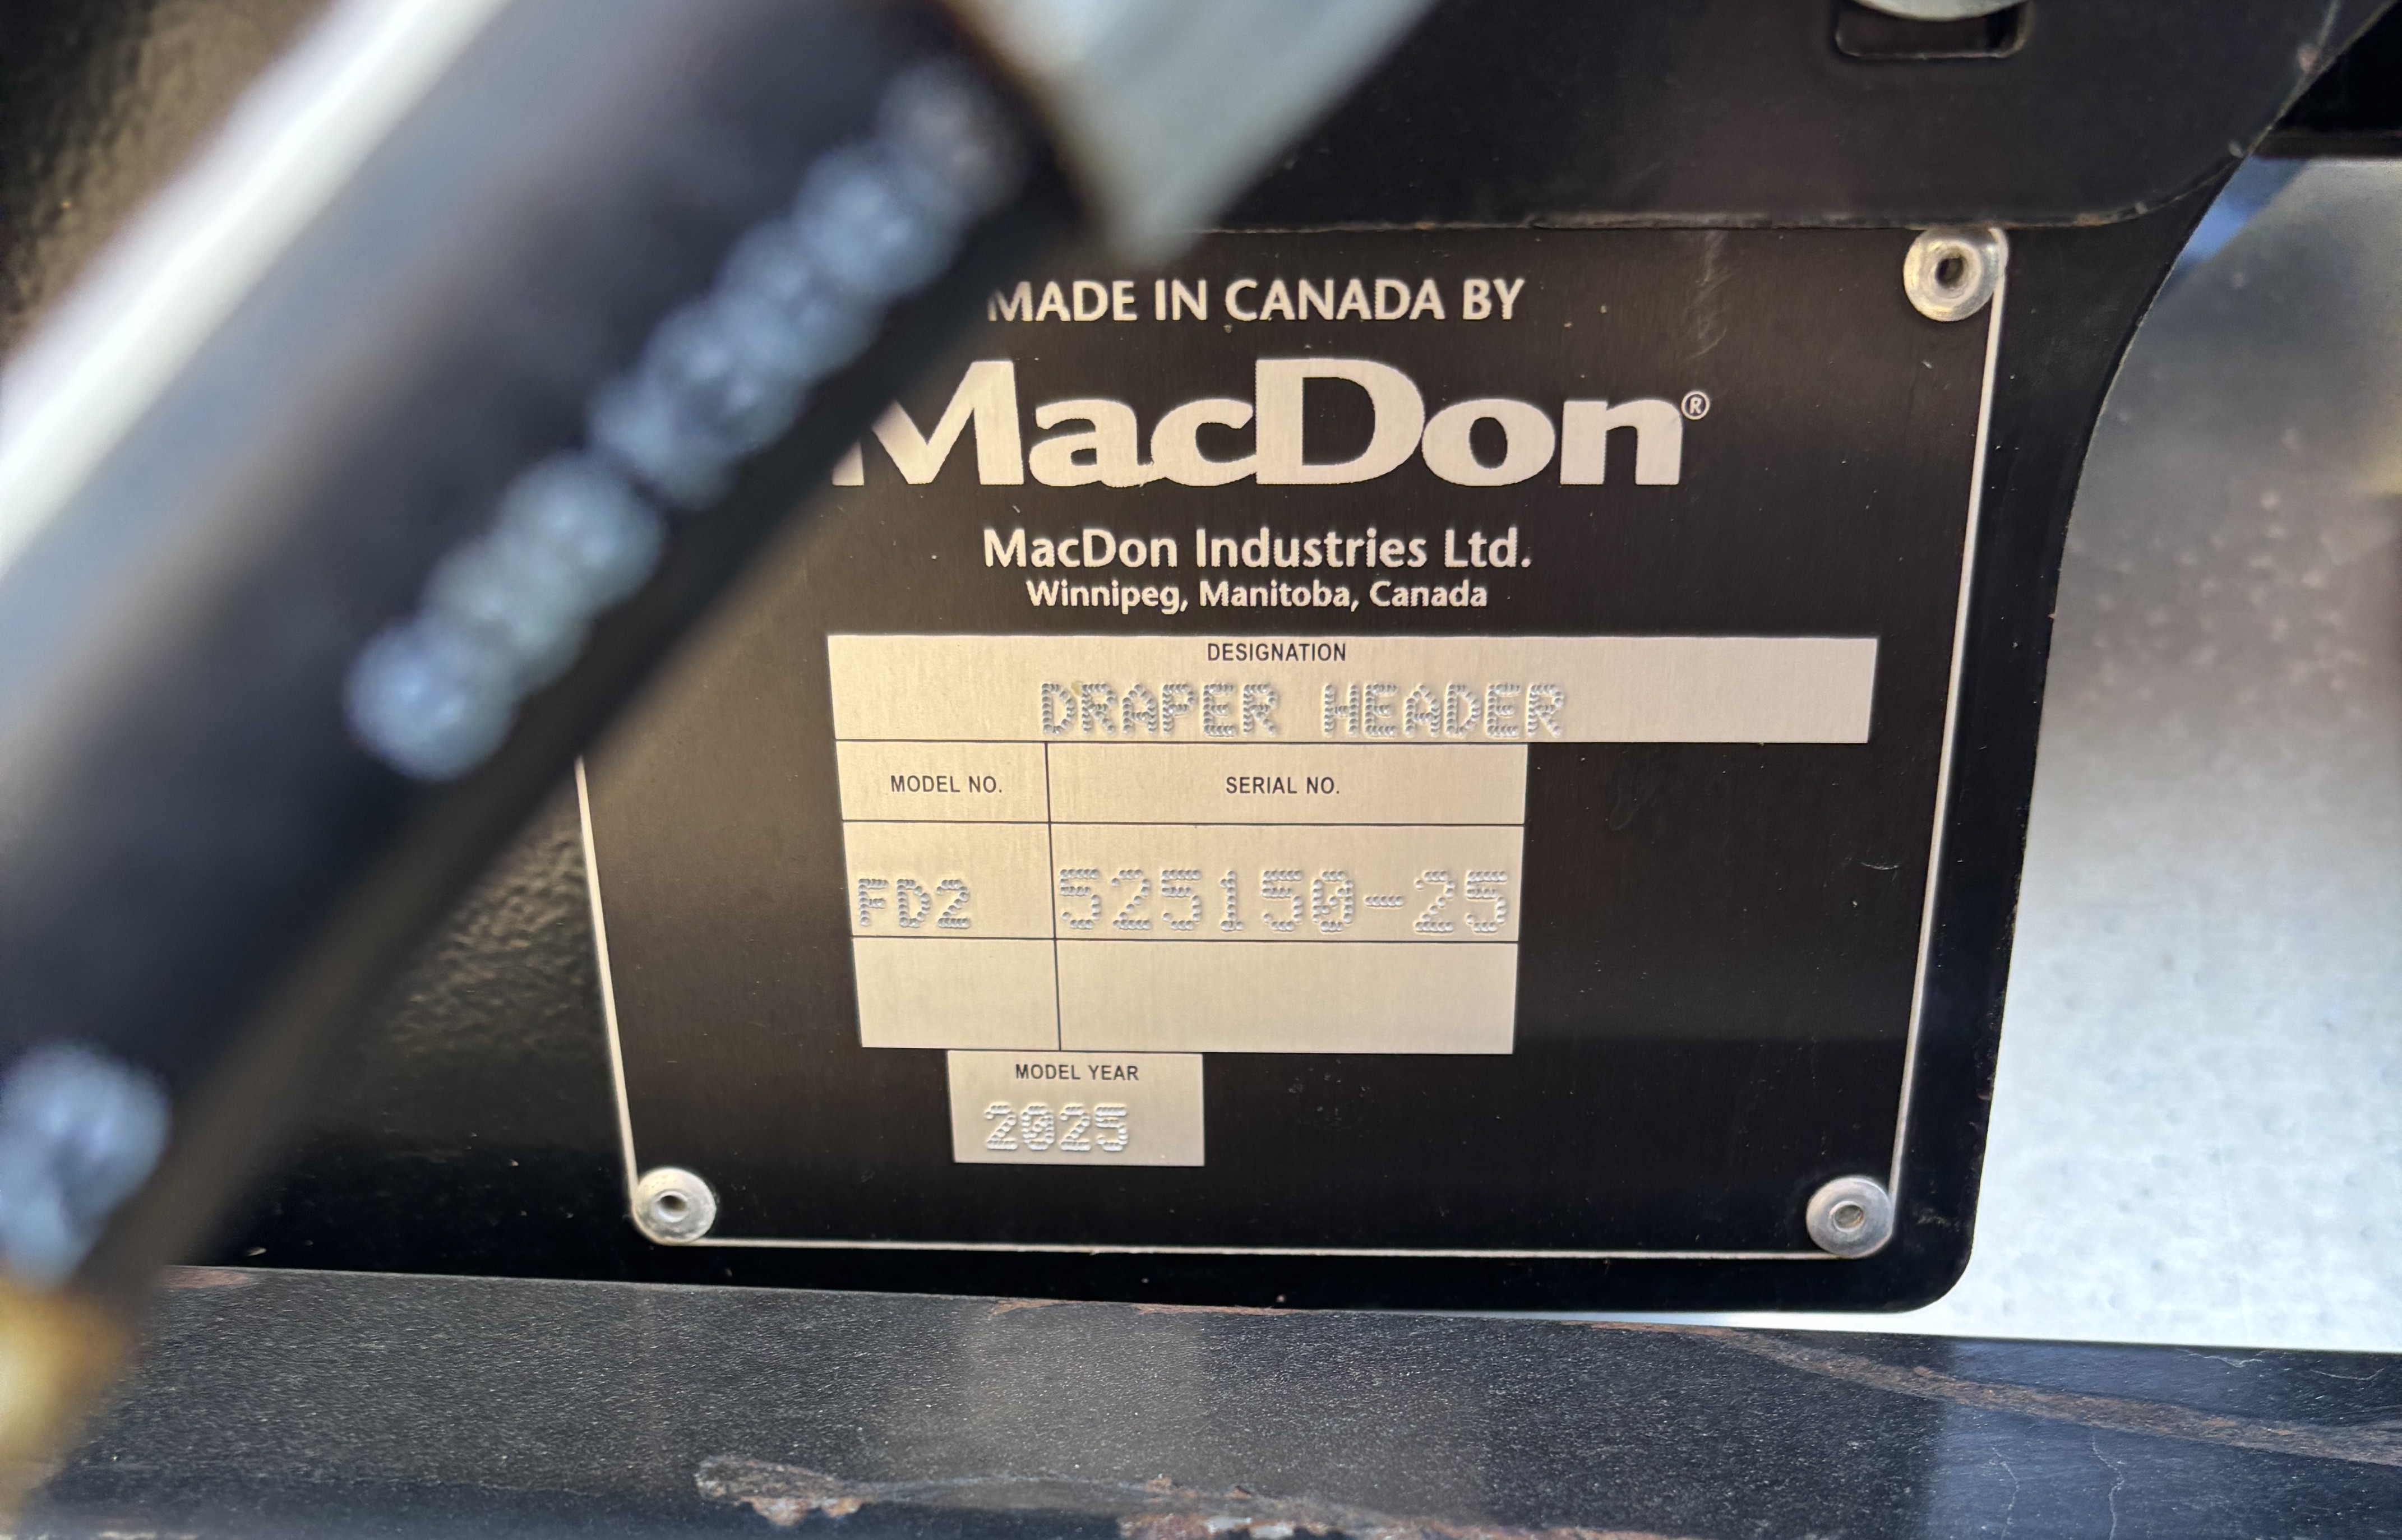 MADE IN CANADA BY
MacDon®
MacDon Industries Ltd.
Winnipeg, Manitoba, Canada
DESIGNATION
DRAPER HEADER
MODEL NO. SERIAL NO.
FD2 525150-25
MODEL YEAR
2025